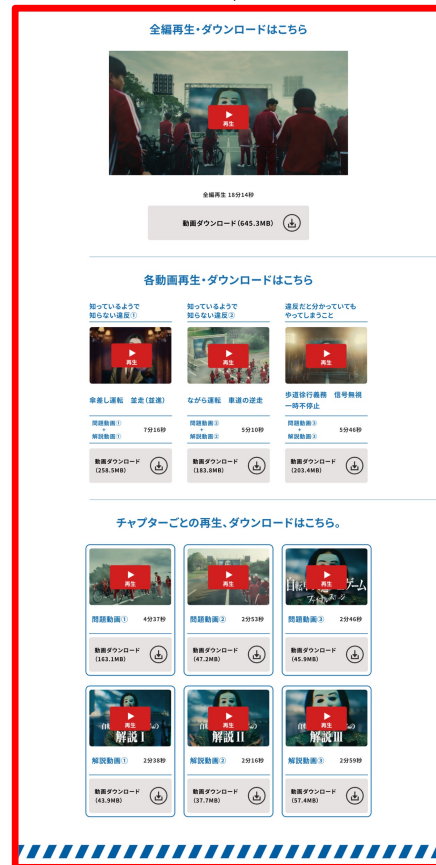 全編再生・ダウンロードはこちら
再生
全編再生 18分14秒
動画ダウンロード(645.3MB)
各動画再生・ダウンロードはこちら
知っているようで
知らない違反①
再生
傘差し運転　並走(並進)
問題動画①
+
解説動画①
7分16秒
動画ダウンロード
(258.5MB)
知っているようで
知らない違反②
再生
ながら運転　車道の逆走
問題動画②
+
解説動画②
5分10秒
動画ダウンロード
(183.8MB)
違反だと分かっていても
やってしまうこと
再生
歩道徐行義務　信号無視
一時不停止
問題動画③
+
解説動画③
5分46秒
動画ダウンロード
(203.4MB)
チャプターごとの再生、ダウンロードはこちら。
再生
問題動画① 4分37秒
動画ダウンロード
(163.1MB)
再生
問題動画② 2分53秒
動画ダウンロード
(47.2MB)
再生
問題動画③ 2分46秒
動画ダウンロード
(45.9MB)
再生
解説Ⅰ
解説動画① 2分38秒
動画ダウンロード
(43.9MB)
再生
解説Ⅱ
解説動画② 2分16秒
動画ダウンロード
(37.7MB)
再生
解説Ⅲ
解説動画③ 2分59秒
動画ダウンロード
(57.4MB)